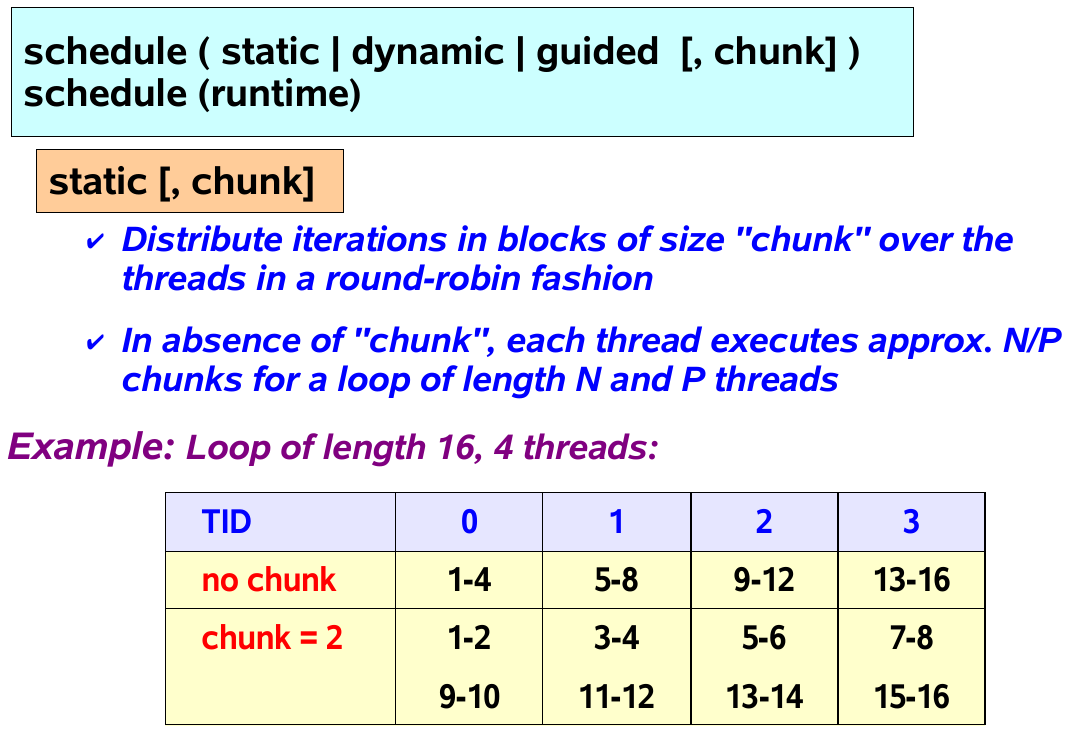 schedule ( static | dynamic | guided [, chunk] )
schedule (runtime)
static [, chunk]
✔ Distribute iterations in blocks of size "chunk" over the
threads in a round-robin fashion
✔ In absence of "chunk", each thread executes approx. N/P
chunks for a loop of length N and P threads
Example: Loop of length 16, 4 threads:
TID 0 1 2 3
no chunk 1-4 5-8 9-12 13-16
chunk = 2 1-2 3-4 5-6 7-8
9-10 11-12 13-14 15-16